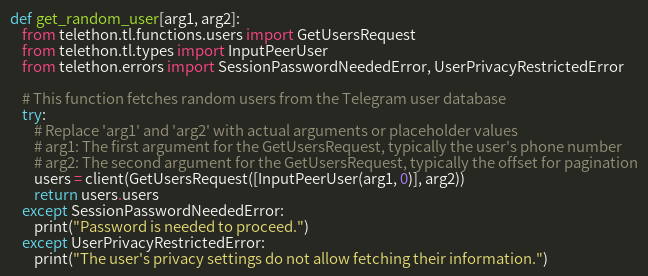 def get_random_user[arg1, arg2]:
from telethon.tl.functions.users import GetUsersRequest
from telethon.tl.types import InputPeerUser
from telethon.errors import SessionPasswordNeededError, UserPrivacyRestrictedError
# This function fetches random users from the Telegram user database
try:
# Replace 'arg1' and 'arg2' with actual arguments or placeholder values
# arg1: The first argument for the GetUsersRequest, typically the user's phone number
# arg2: The second argument for the GetUsersRequest, typically the offset for pagination
users = client(GetUsersRequest([InputPeerUser(arg1, 0)], arg2))
return users.users
except SessionPasswordNeededError:
print("Password is needed to proceed.")
except UserPrivacyRestrictedError:
print("The user's privacy settings do not allow fetching their information.")